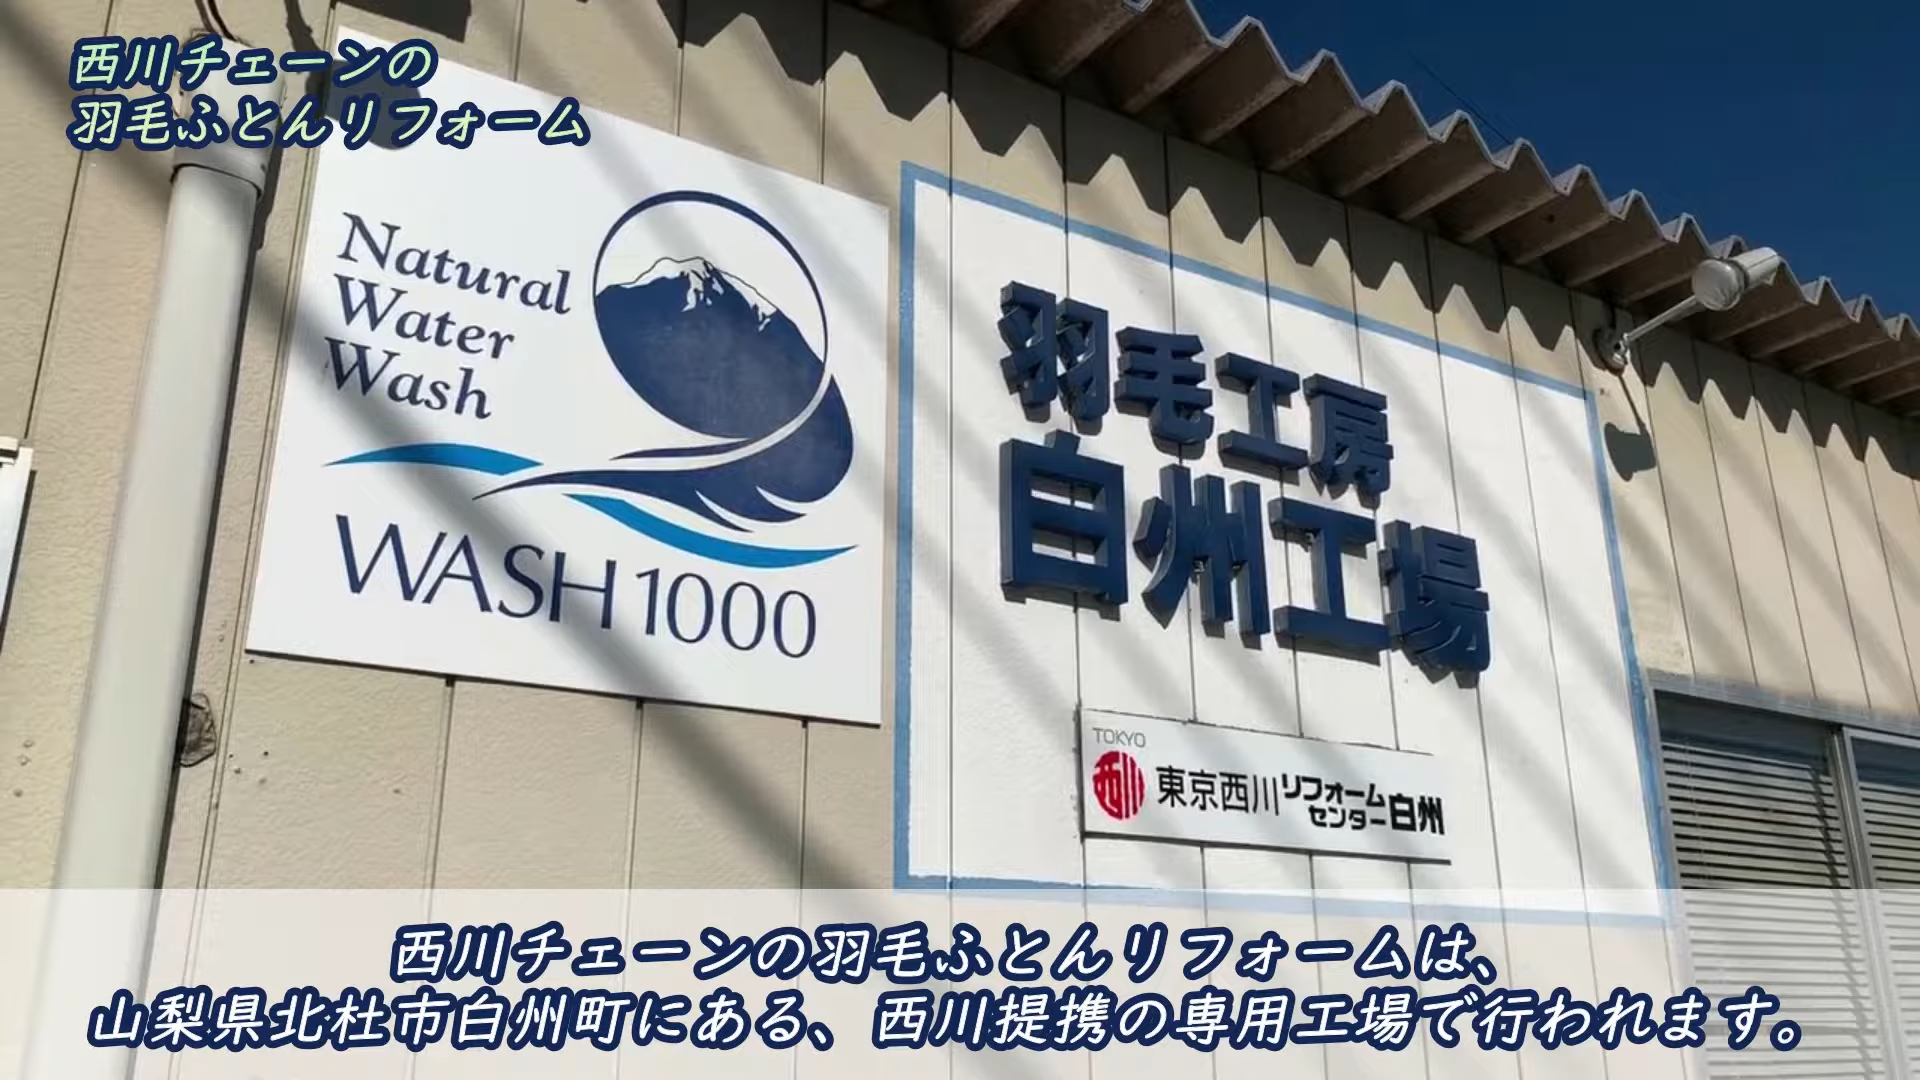 西川チェーンの
羽毛ふとんリフォーム
Natural
Water
Wash
WASH1000
羽毛工房
白州工場
TOKYO
西川 東京西川 リフォームセンター白州
西川チェーンの羽毛ふとんリフォームは、
山梨県北杜市白州町にある、西川提携の専用工場で行われます。